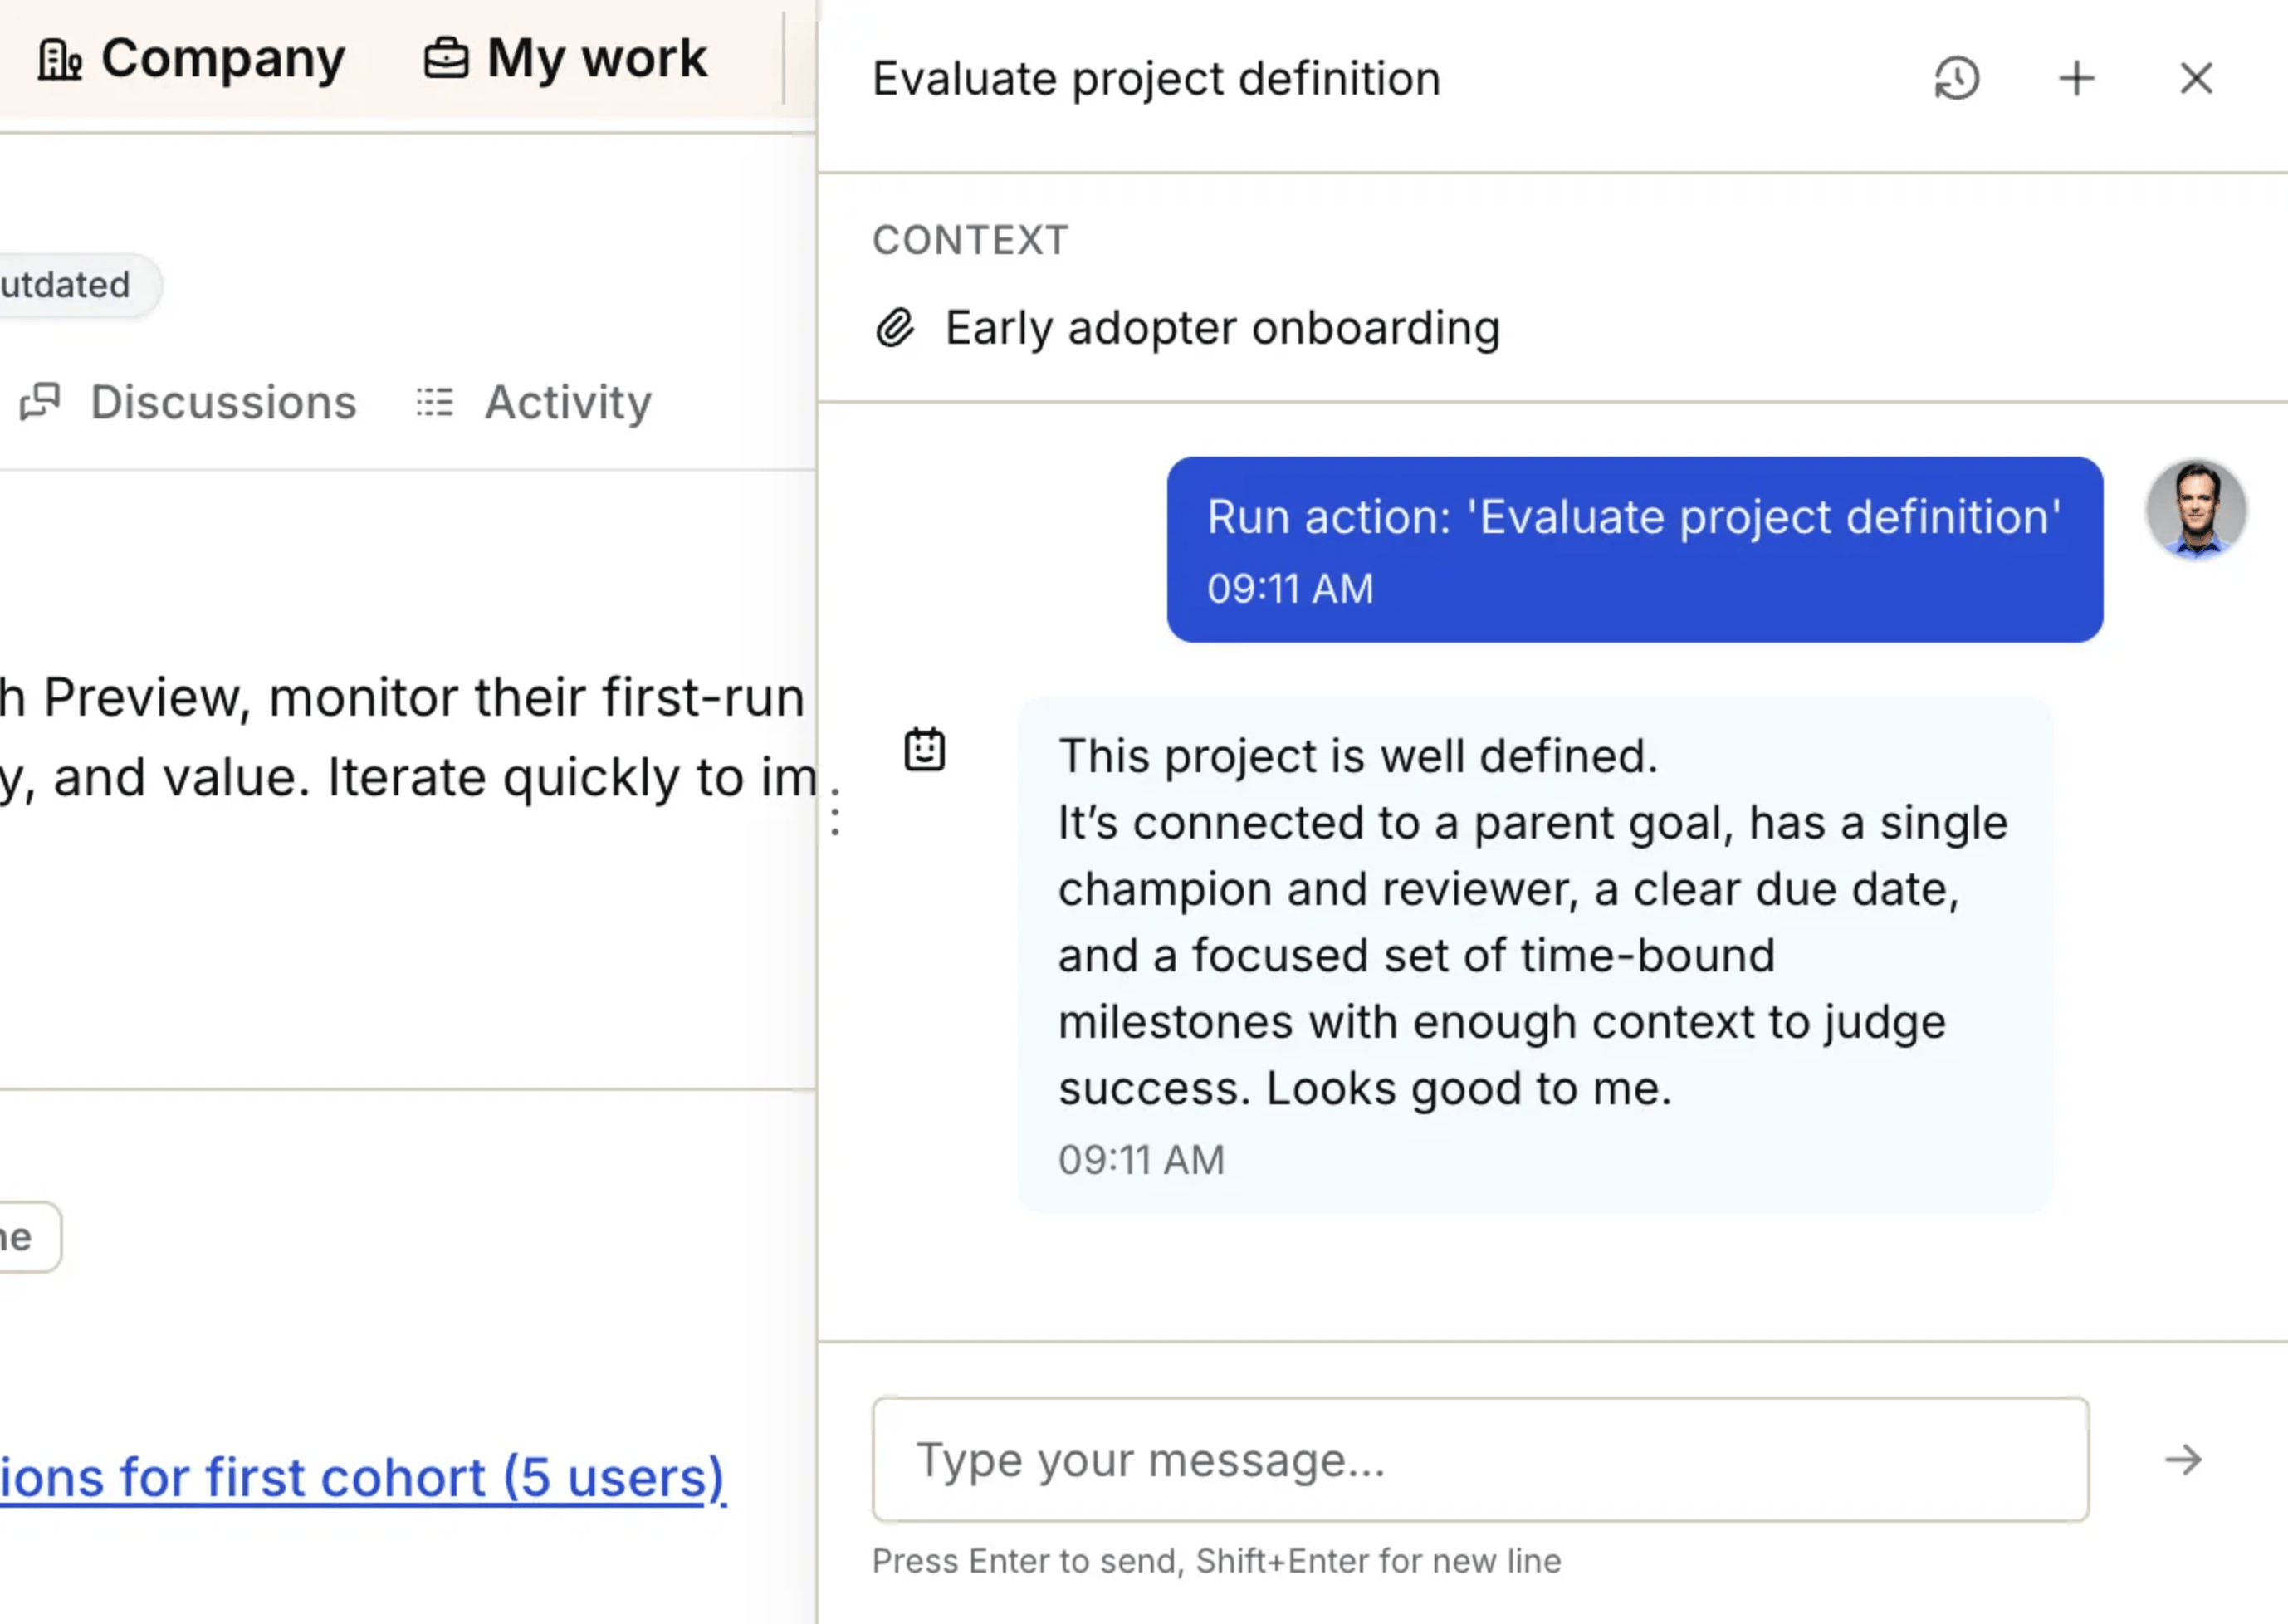 Company My work
utdated
Discussions Activity
h Preview, monitor their first-run
y, and value. Iterate quickly to im
ne
ions for first cohort (5 users)
Evaluate project definition
CONTEXT
Early adopter onboarding
Run action: 'Evaluate project definition'
09:11 AM
This project is well defined.
It’s connected to a parent goal, has a single
champion and reviewer, a clear due date,
and a focused set of time-bound
milestones with enough context to judge
success. Looks good to me.
09:11 AM
Type your message...
Press Enter to send, Shift+Enter for new line